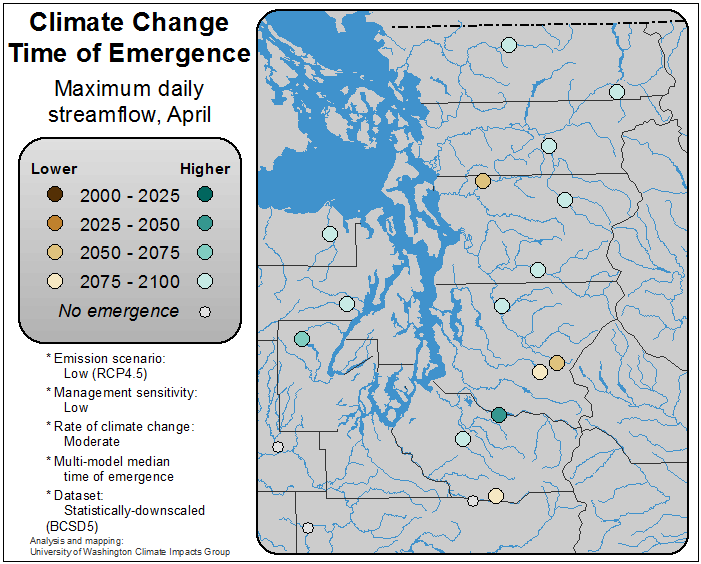 Climate Change
Time of Emergence
Maximum daily
streamflow, April
Lower Higher
2000 - 2025
2025 - 2050
2050 - 2075
2075 - 2100
No emergence
* Emission scenario:
Low (RCP4.5)
* Management sensitivity:
Low
* Rate of climate change:
Moderate
* Multi-model median
time of emergence
* Dataset:
Statistically-downscaled
(BCSD5)
Analysis and mapping:
University of Washington Climate Impacts Group